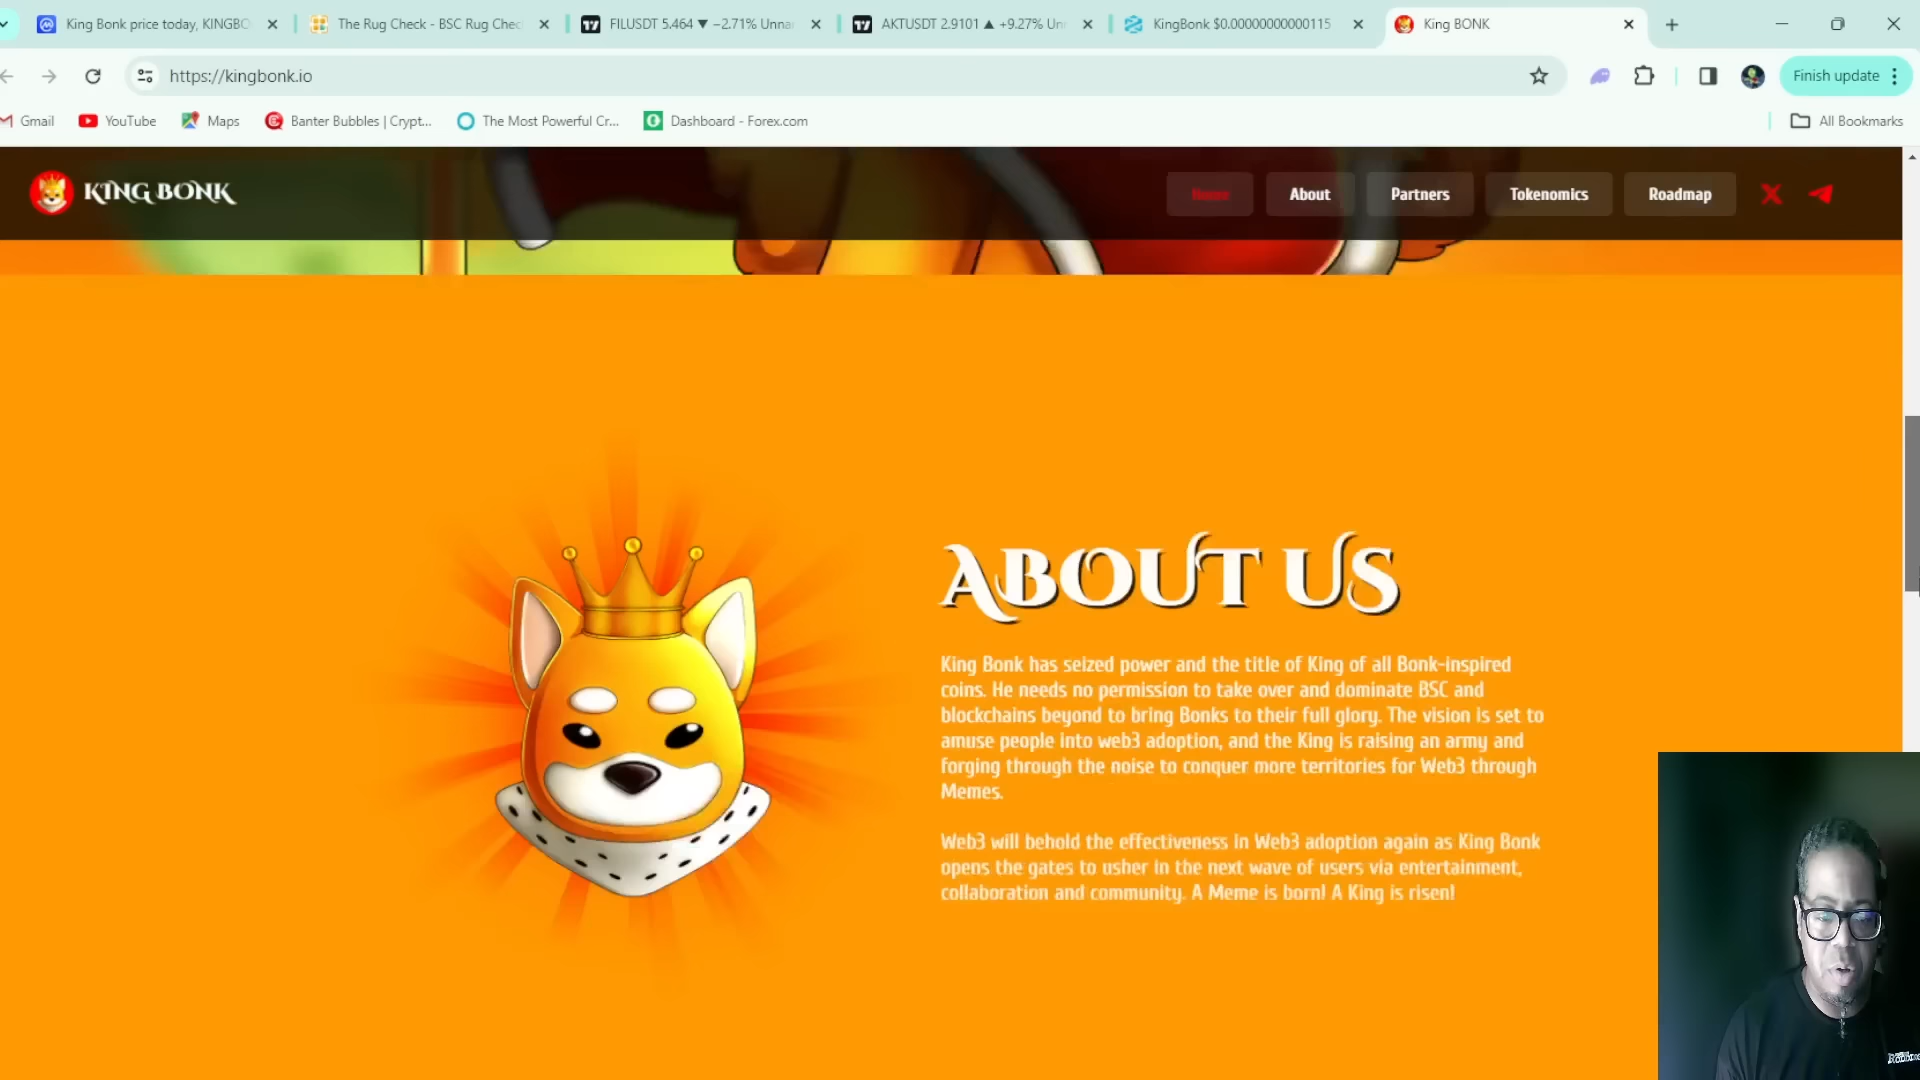 King Bonk price today, KINGBO
The Rug Check - BSC Rug Chec
FILUSDT 5.464 ▼ −2.71% Unna
AKTUSDT 2.9101 ▲ +9.27% Un
KingBonk $0.00000000000115
King BONK
https://kingbonk.io
Finish update
Gmail
YouTube
Maps
Banter Bubbles | Crypt...
The Most Powerful Cr...
Dashboard - Forex.com
All Bookmarks
KING BONK
Home
About
Partners
Tokenomics
Roadmap
ABOUT US
King Bonk has seized power and the title of King of all Bonk-inspired
coins. He needs no permission to take over and dominate BSC and
blockchains beyond to bring Bonks to their full glory. The vision is set to
amuse people into web3 adoption, and the King is raising an army and
forging through the noise to conquer more territories for Web3 through
Memes.
Web3 will behold the effectiveness in Web3 adoption again as King Bonk
opens the gates to usher in the next wave of users via entertainment,
collaboration and community. A Meme is born! A King is risen!